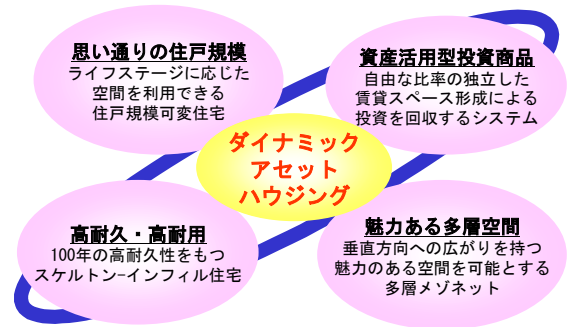 思い通りの住戸規模
ライフステージに応じた
空間を利用できる
住戸規模可変住宅
資産活用型投資商品
自由な比率の独立した
賃貸スペース形成による
投資を回収するシステム
ダイナミック
アセット
ハウジング
高耐久・高耐用
100年の高耐久性をもつ
スケルトン-インフィル住宅
魅力ある多層空間
垂直方向への広がりを持つ
魅力のある空間を可能とする
多層メゾネット